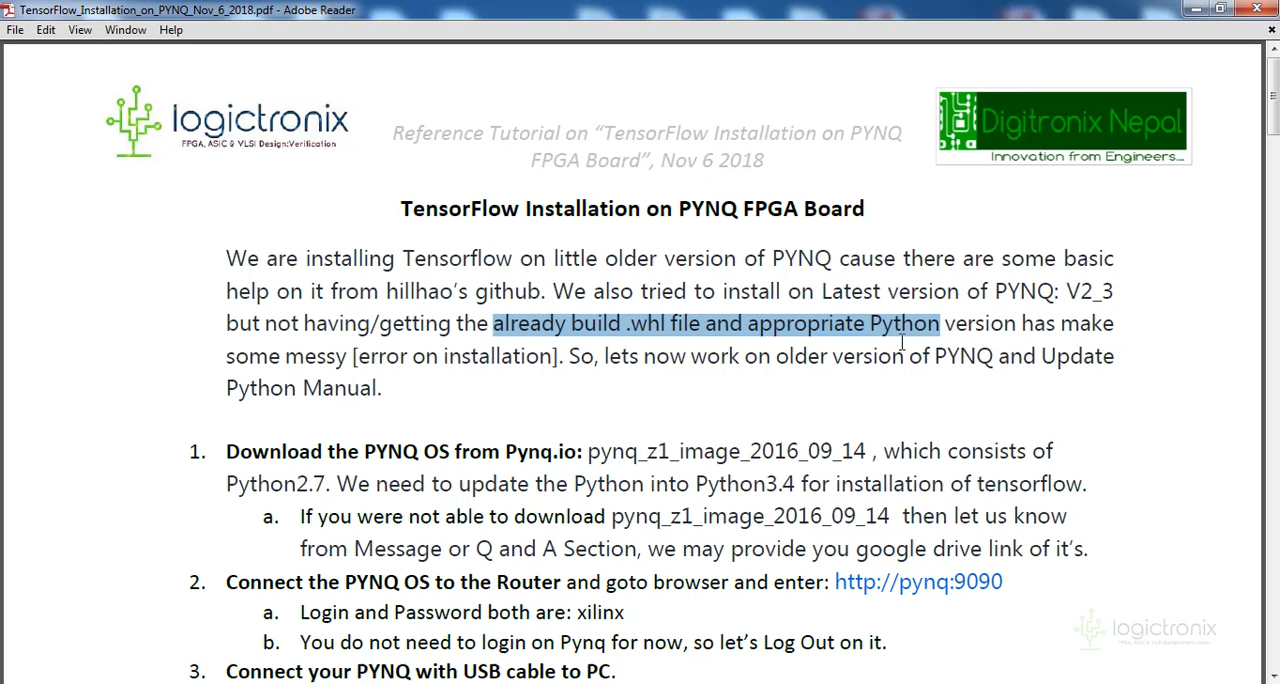 TensorFlow_Installation_on_PYNQ_Nov_6_2018.pdf - Adobe Reader
File Edit View Window Help
logictronix
FPGA, ASIC & VLSI Design:Verification
Reference Tutorial on “TensorFlow Installation on PYNQ
FPGA Board”, Nov 6 2018
Digitronix Nepal
Innovation from Engineers...
TensorFlow Installation on PYNQ FPGA Board
We are installing Tensorflow on little older version of PYNQ cause there are some basic
help on it from hillhao’s github. We also tried to install on Latest version of PYNQ: V2_3
but not having/getting the already build .whl file and appropriate Python version has make
some messy [error on installation]. So, lets now work on older version of PYNQ and Update
Python Manual.
1. Download the PYNQ OS from Pynq.io: pynq_z1_image_2016_09_14 , which consists of
Python2.7. We need to update the Python into Python3.4 for installation of tensorflow.
a. If you were not able to download pynq_z1_image_2016_09_14 then let us know
from Message or Q and A Section, we may provide you google drive link of it’s.
2. Connect the PYNQ OS to the Router and goto browser and enter: http://pynq:9090
a. Login and Password both are: xilinx
b. You do not need to login on Pynq for now, so let’s Log Out on it.
3. Connect your PYNQ with USB cable to PC.
logictronix